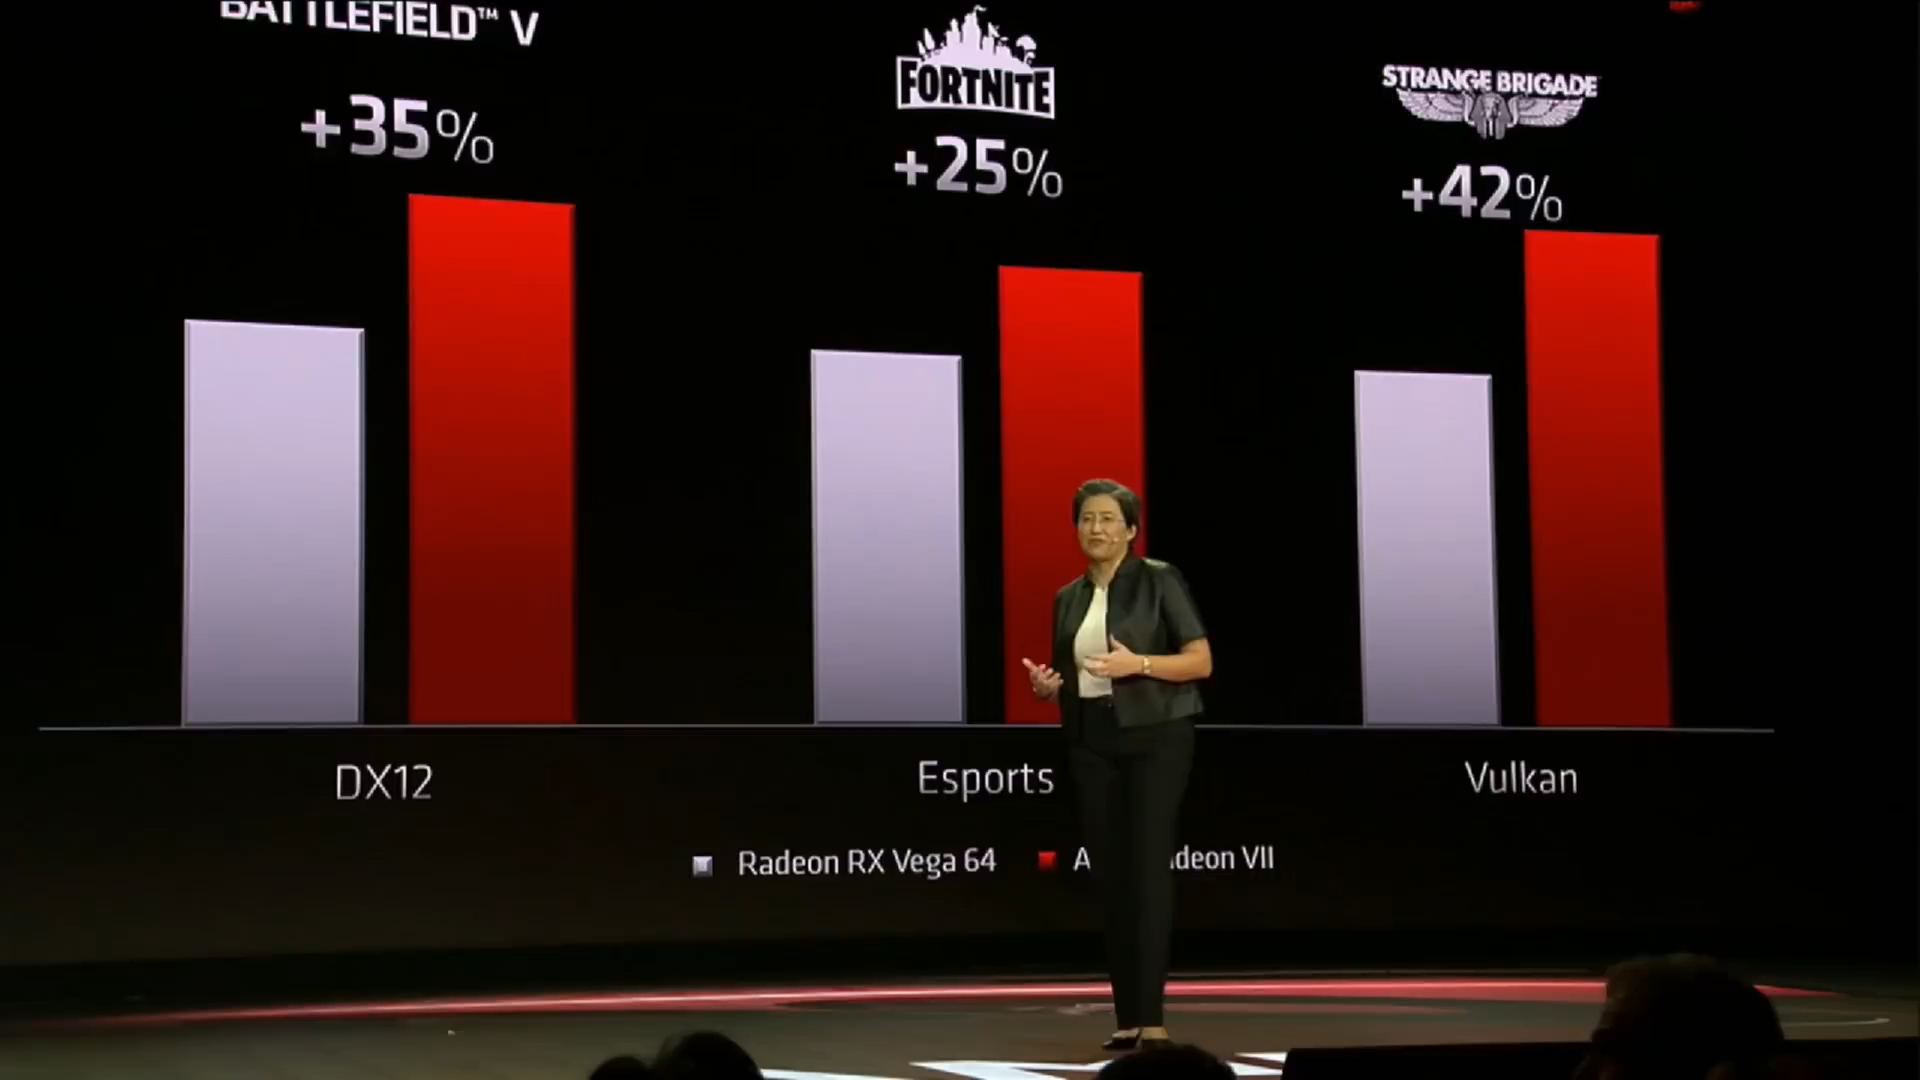 BATTLEFIELD™ V
+35%
FORTNITE
+25%
STRANGE BRIGADE
+42%
DX12
Esports
Vulkan
Radeon RX Vega 64
A deon VII